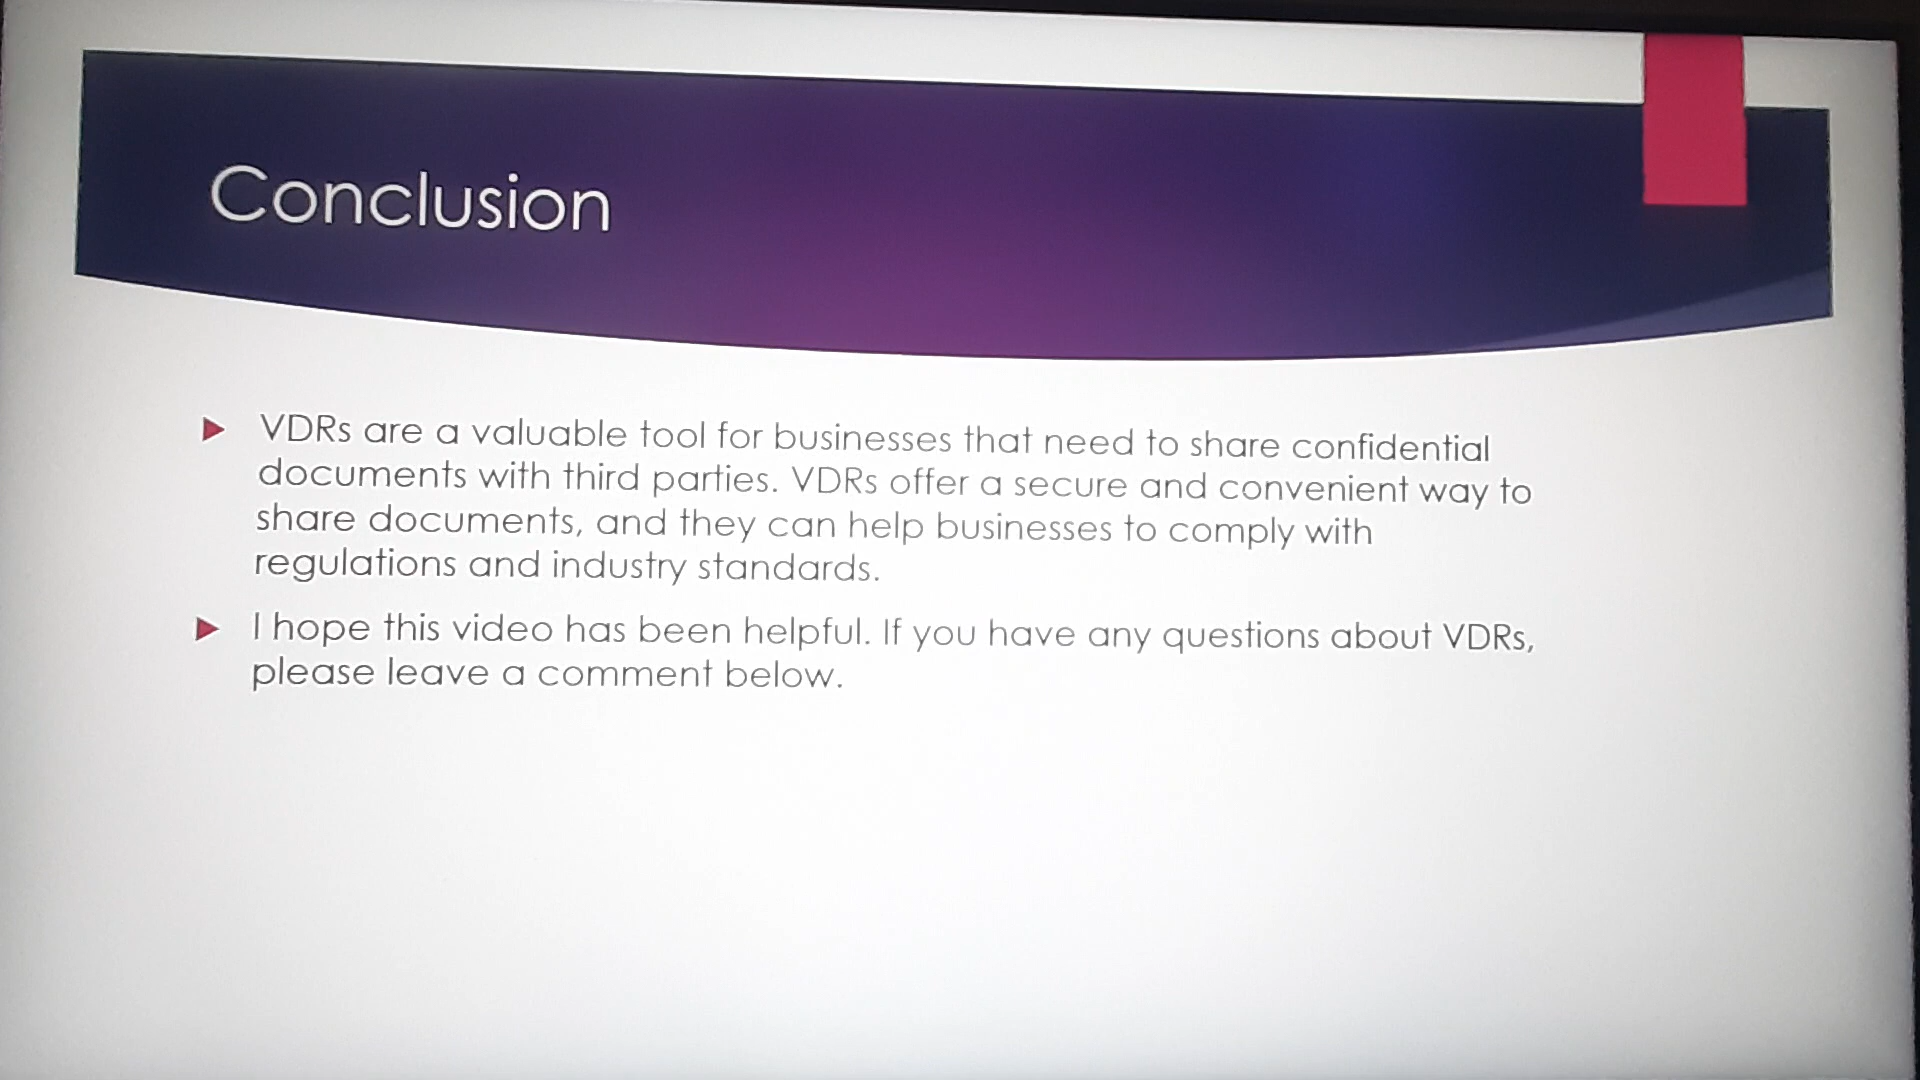 Conclusion
VDRs are a valuable tool for businesses that need to share confidential
documents with third parties. VDRs offer a secure and convenient way to
share documents, and they can help businesses to comply with
regulations and industry standards.
I hope this video has been helpful. If you have any questions about VDRs,
please leave a comment below.